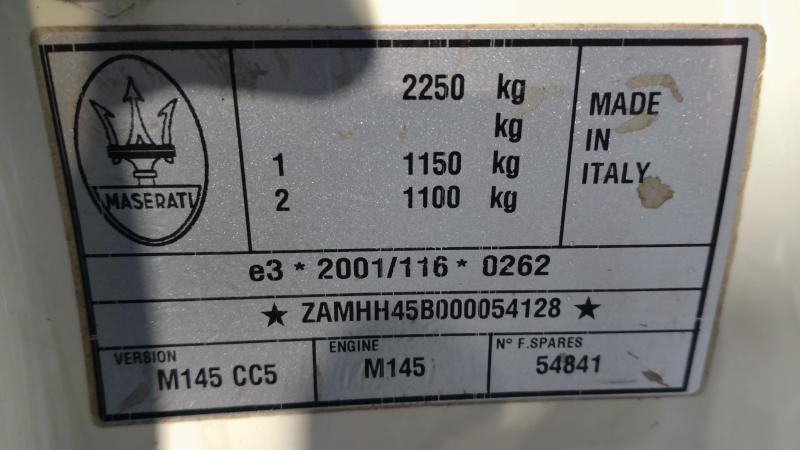 MASERATI
2250 kg
kg
1 1150 kg
2 1100 kg
MADE
IN
ITALY
e3 * 2001/116 * 0262
★ ZAMHH45B000054128 ★
VERSION
M145 CC5
ENGINE
M145
N° F.SPARES
54841